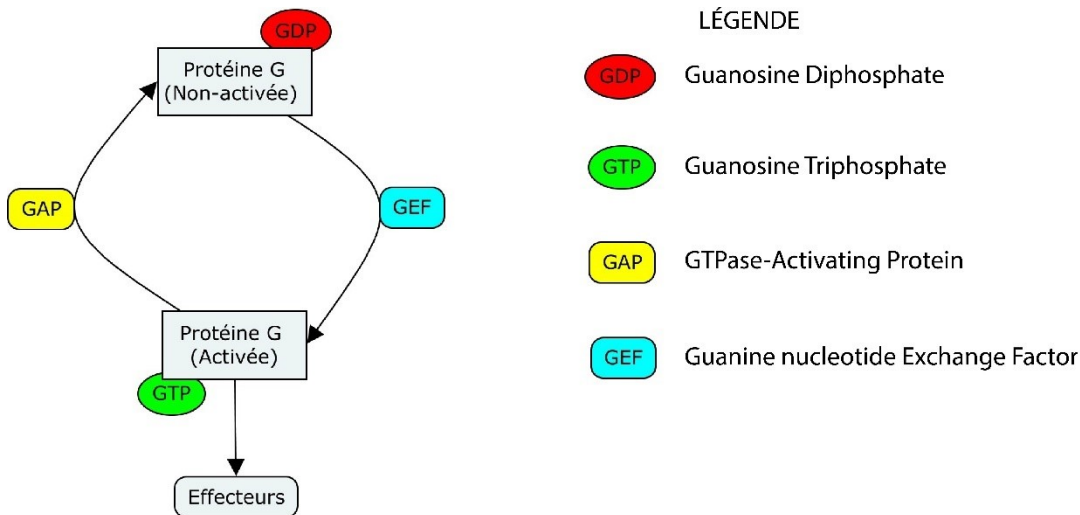 GDP
Protéine G
(Non-activée)
GAP
GEF
Protéine G
(Activée)
GTP
Effecteurs
LÉGENDE
GDP Guanosine Diphosphate
GTP Guanosine Triphosphate
GAP GTPase-Activating Protein
GEF Guanine nucleotide Exchange Factor